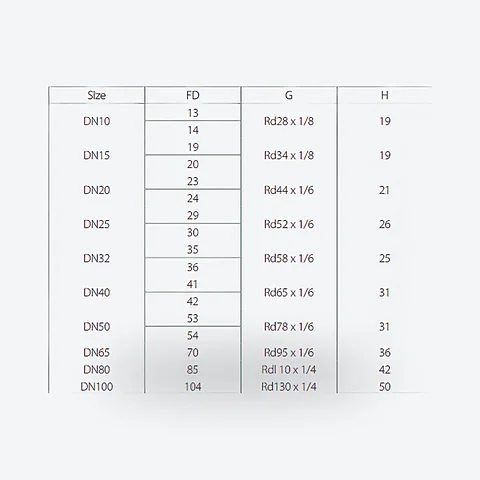 Size FD G H
13
DN10 Rd28 x 1/8 19
14
19
DN15 Rd34 x 1/8 19
20
23
DN20 Rd44 x 1/6 21
24
29
DN25 Rd52 x 1/6 26
30
35
DN32 Rd58 x 1/6 25
36
41
DN40 Rd65 x 1/6 31
42
53
DN50 Rd78 x 1/6 31
54
DN65 70 Rd95 x 1/6 36
DN80 85 Rdl 10 x 1/4 42
DN100 104 Rd130 x 1/4 50